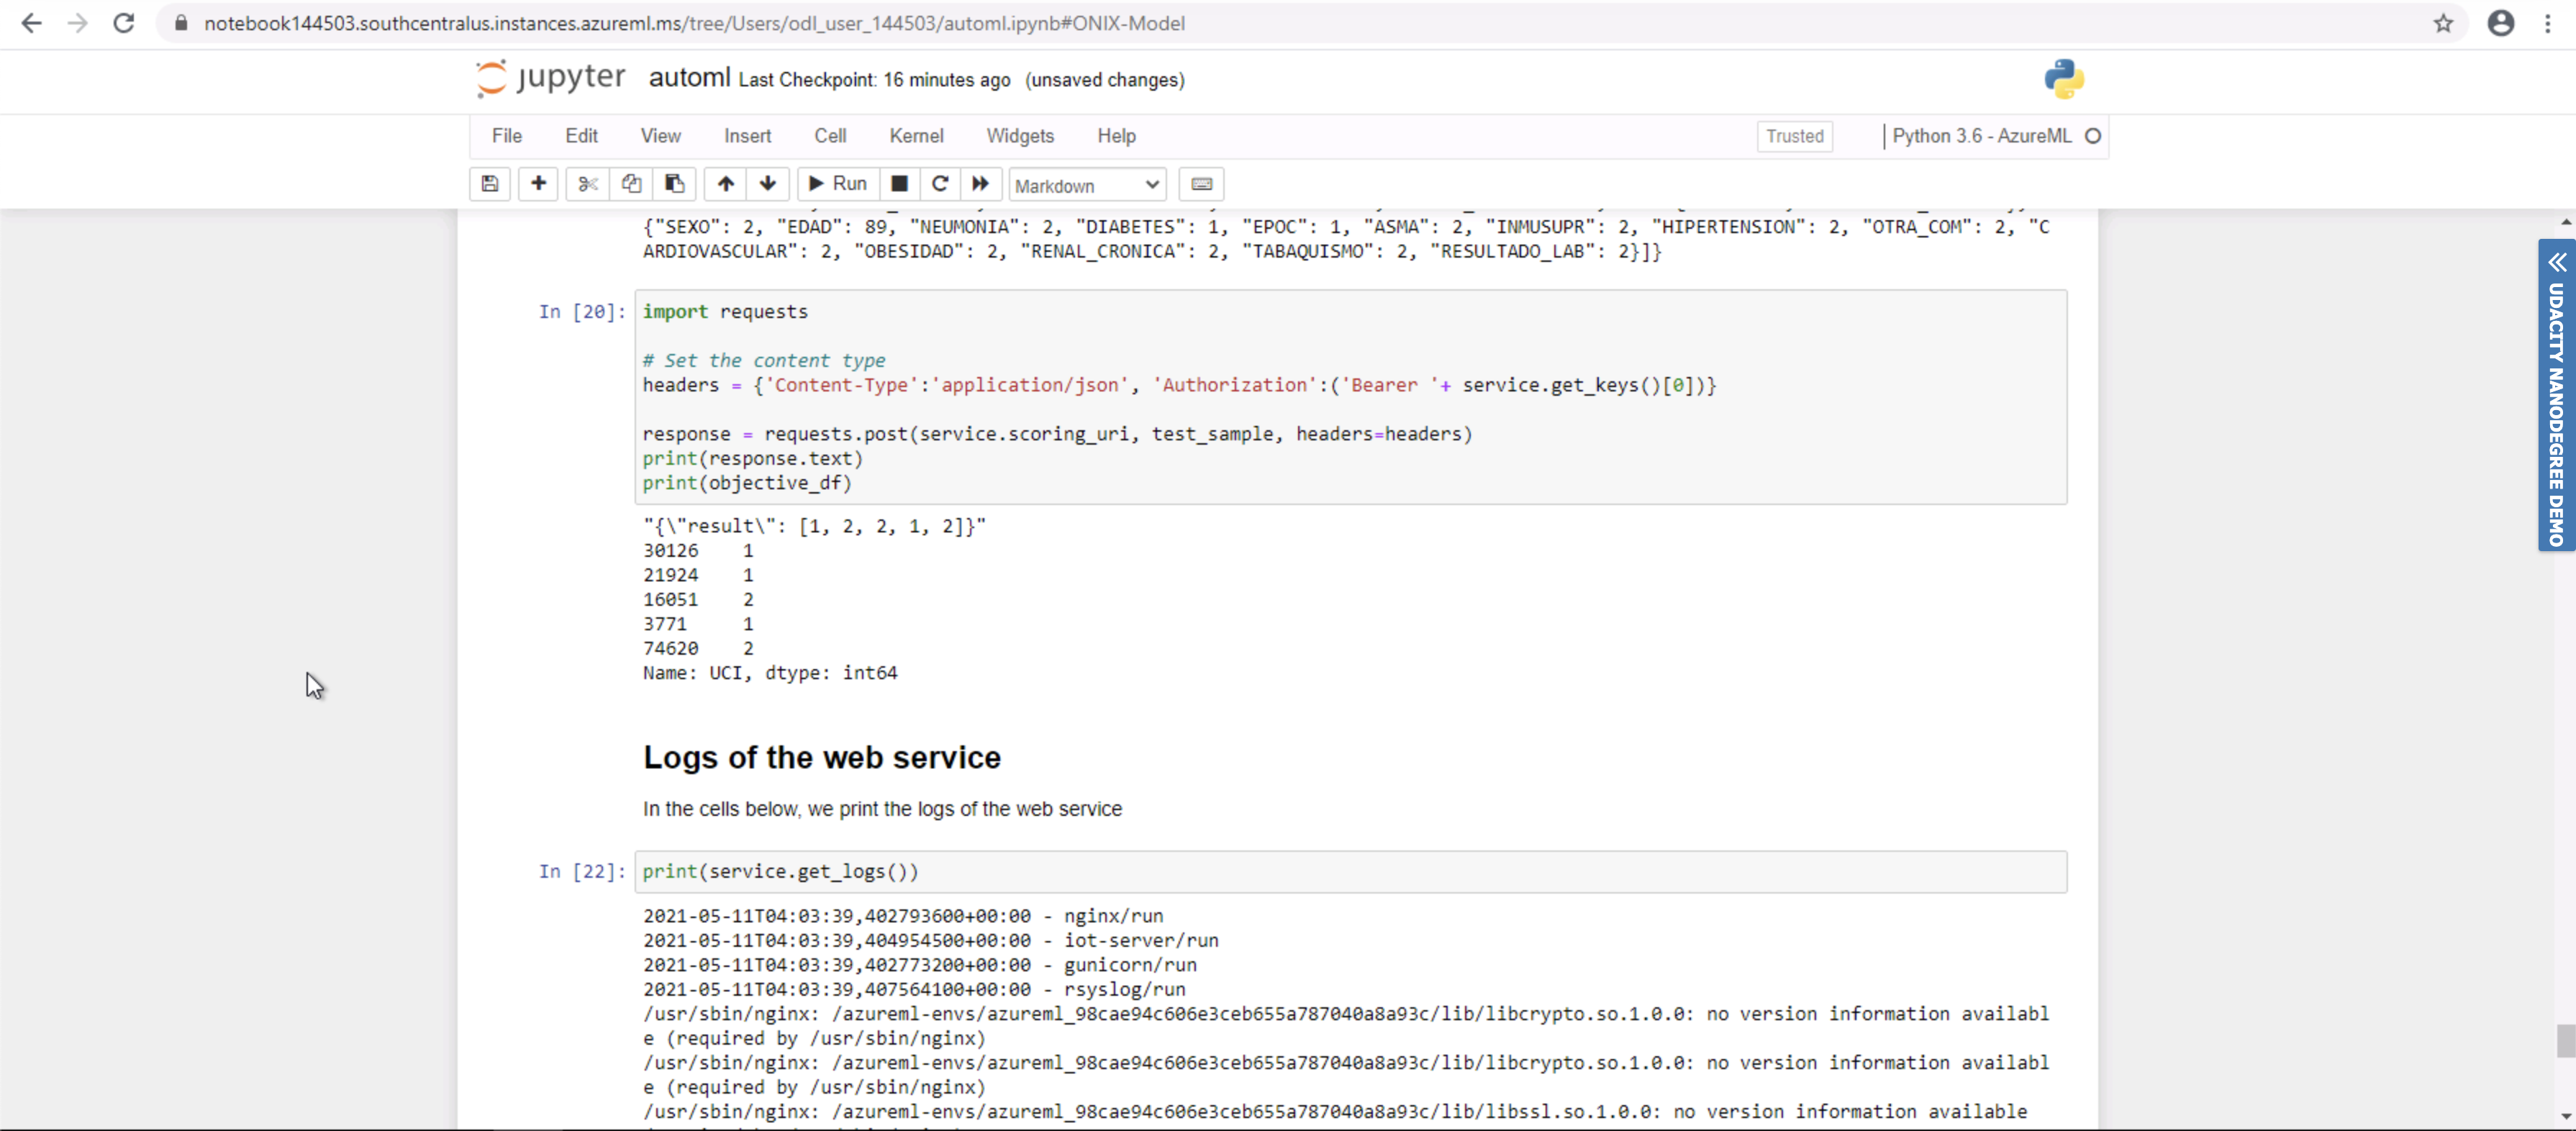 notebook144503.southcentralus.instances.azureml.ms/tree/Users/odl_user_144503/automl.ipynb#ONIX-Model
jupyter automl Last Checkpoint: 16 minutes ago (unsaved changes)
File Edit View Insert Cell Kernel Widgets Help Trusted Python 3.6 - AzureML
Run Markdown
{"SEXO": 2, "EDAD": 89, "NEUMONIA": 2, "DIABETES": 1, "EPOC": 1, "ASMA": 2, "INMUSUPR": 2, "HIPERTENSION": 2, "OTRA_COM": 2, "C
ARDIOVASCULAR": 2, "OBESIDAD": 2, "RENAL_CRONICA": 2, "TABAQUISMO": 2, "RESULTADO_LAB": 2}]}
In [20]: import requests
# Set the content type
headers = {'Content-Type':'application/json', 'Authorization':('Bearer '+ service.get_keys()[0])}
response = requests.post(service.scoring_uri, test_sample, headers=headers)
print(response.text)
print(objective_df)
"{\"result\": [1, 2, 2, 1, 2]}"
30126 1
21924 1
16051 2
3771 1
74620 2
Name: UCI, dtype: int64
Logs of the web service
In the cells below, we print the logs of the web service
In [22]: print(service.get_logs())
2021-05-11T04:03:39,402793600+00:00 - nginx/run
2021-05-11T04:03:39,404954500+00:00 - iot-server/run
2021-05-11T04:03:39,402773200+00:00 - gunicorn/run
2021-05-11T04:03:39,407564100+00:00 - rsyslog/run
/usr/sbin/nginx: /azureml-envs/azureml_98cae94c606e3ceb655a787040a8a93c/lib/libcrypto.so.1.0.0: no version information availabl
e (required by /usr/sbin/nginx)
/usr/sbin/nginx: /azureml-envs/azureml_98cae94c606e3ceb655a787040a8a93c/lib/libcrypto.so.1.0.0: no version information availabl
e (required by /usr/sbin/nginx)
/usr/sbin/nginx: /azureml-envs/azureml_98cae94c606e3ceb655a787040a8a93c/lib/libssl.so.1.0.0: no version information available
UDACITY NANODEGREE DEMO